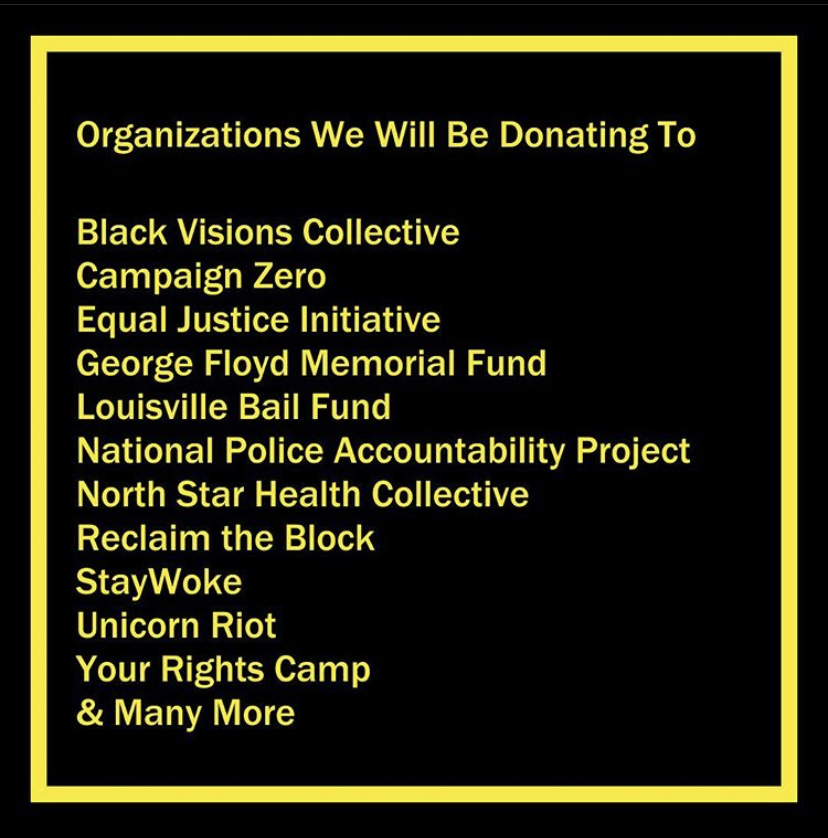 Organizations We Will Be Donating To
Black Visions Collective
Campaign Zero
Equal Justice Initiative
George Floyd Memorial Fund
Louisville Bail Fund
National Police Accountability Project
North Star Health Collective
Reclaim the Block
StayWoke
Unicorn Riot
Your Rights Camp
& Many More